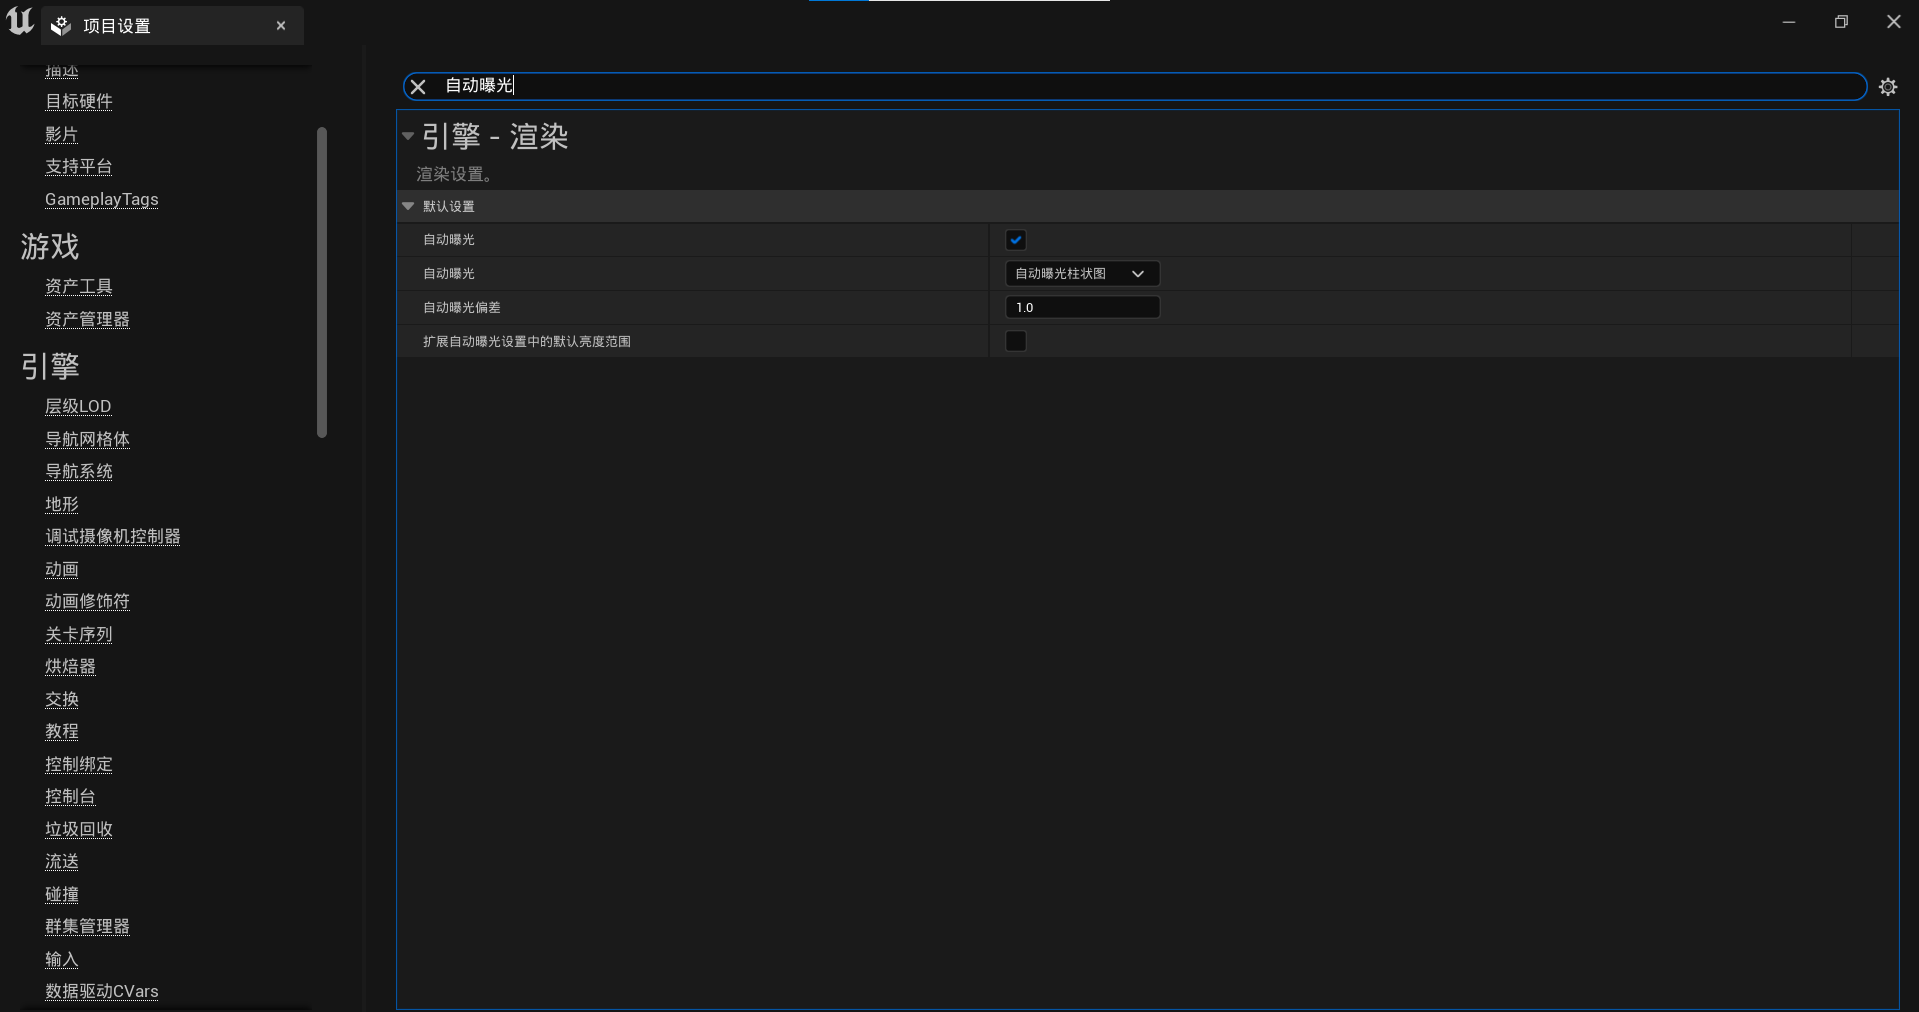 项目设置
描述
目标硬件
影片
支持平台
GameplayTags
游戏
资产工具
资产管理器
引擎
层级LOD
导航网格体
导航系统
地形
调试摄像机控制器
动画
动画修饰符
关卡序列
烘焙器
交换
教程
控制绑定
控制台
垃圾回收
流送
碰撞
群集管理器
输入
数据驱动CVars
自动曝光
引擎 - 渲染
渲染设置。
默认设置
自动曝光
自动曝光 自动曝光柱状图
自动曝光偏差 1.0
扩展自动曝光设置中的默认亮度范围